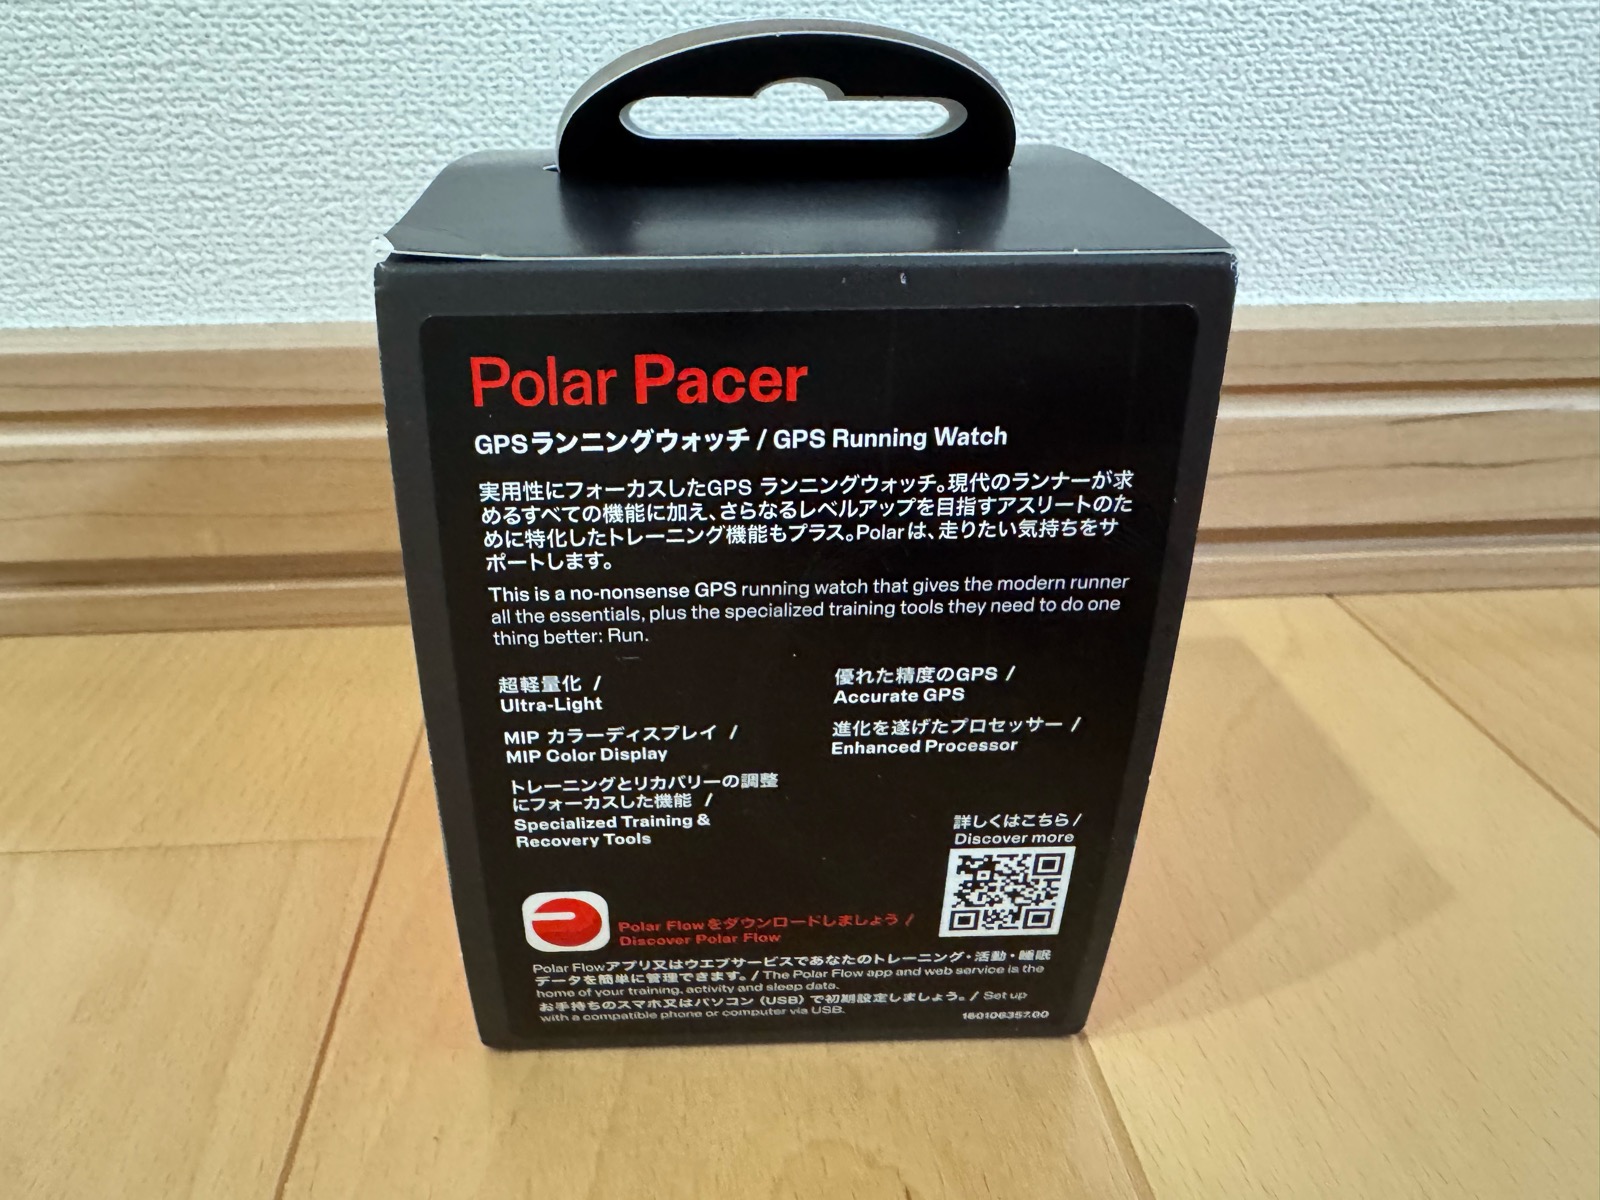 Polar Pacer
GPSランニングウォッチ / GPS Running Watch
実用性にフォーカスしたGPS ランニングウォッチ。現代のランナーが求
めるすべての機能に加え、さらなるレベルアップを目指すアスリートのた
めに特化したトレーニング機能もプラス。Polarは、走りたい気持ちをサ
ポートします。
This is a no-nonsense GPS running watch that gives the modern runner
all the essentials, plus the specialized training tools they need to do one
thing better: Run.
超軽量化 /
Ultra-Light
MIP カラーディスプレイ /
MIP Color Display
トレーニングとリカバリーの調整
にフォーカスした機能 /
Specialized Training &
Recovery Tools
優れた精度のGPS /
Accurate GPS
進化を遂げたプロセッサー /
Enhanced Processor
詳しくはこちら /
Discover more
Polar Flowをダウンロードしましょう /
Discover Polar Flow
Polar Flowアプリ又はウエブサービスであなたのトレーニング・活動・睡眠
データを簡単に管理できます。/ The Polar Flow app and web service is the
home of your training, activity and sleep data.
お手持ちのスマホ又はパソコン (USB) で初期設定しましょう。/ Set up
with a compatible phone or computer via USB.
160106357.00